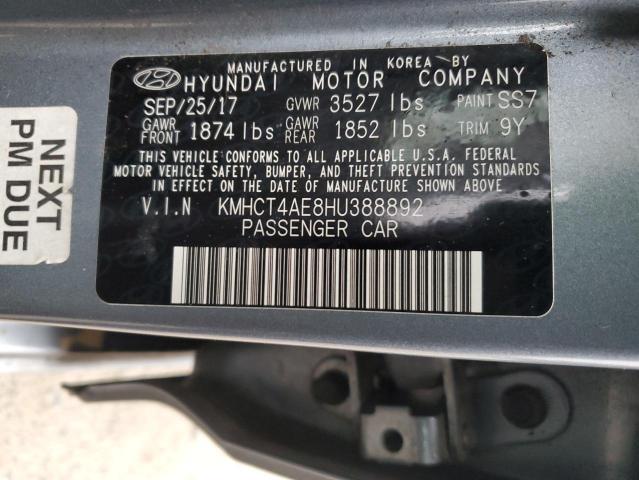 MANUFACTURED IN KOREA BY
HYUNDAI MOTOR COMPANY
SEP/25/17 GVWR 3527 lbs PAINT SS7
GAWR FRONT 1874 lbs GAWR REAR 1852 lbs TRIM 9Y
THIS VEHICLE CONFORMS TO ALL APPLICABLE U.S.A. FEDERAL
MOTOR VEHICLE SAFETY, BUMPER, AND THEFT PREVENTION STANDARDS
IN EFFECT ON THE DATE OF MANUFACTURE SHOWN ABOVE.
V.I.N KMHCT4AE8HU388892
PASSENGER CAR
NEXT
PM DUE